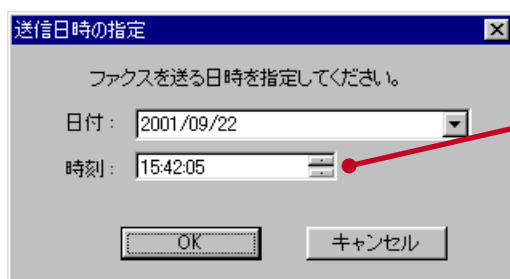 送信日時の指定
ファクスを送る日時を指定してください。
日付： 2001/09/22
時刻： 15:42:05
OK キャンセル